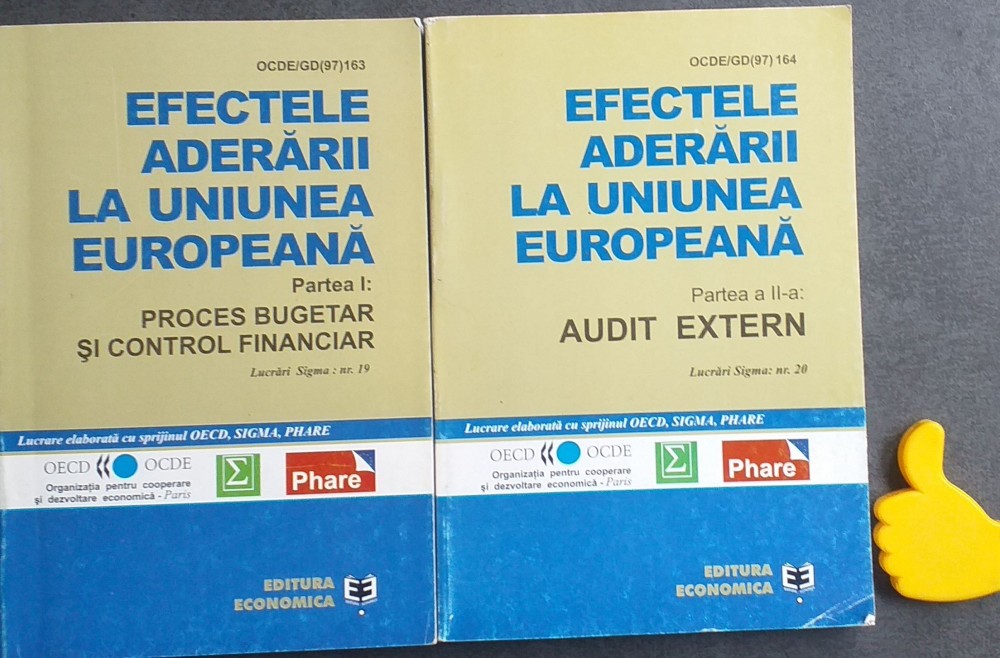 OCDE/GD(97)163
EFECTELE
ADERĂRII
LA UNIUNEA
EUROPEANĂ
Partea I:
PROCES BUGETAR
ŞI CONTROL FINANCIAR
Lucrări Sigma : nr. 19
Lucrare elaborată cu sprijinul OECD, SIGMA, PHARE
OECD OCDE
Organizaţia pentru cooperare
şi dezvoltare economică - Paris
Σ
Phare
EDITURA
ECONOMICA
OCDE/GD(97) 164
EFECTELE
ADERĂRII
LA UNIUNEA
EUROPEANĂ
Partea a II-a:
AUDIT EXTERN
Lucrări Sigma: nr. 20
Lucrare elaborată cu sprijinul OECD, SIGMA, PHARE
OECD OCDE
Organizaţia pentru cooperare
şi dezvoltare economică - Paris
Σ
Phare
EDITURA
ECONOMICA